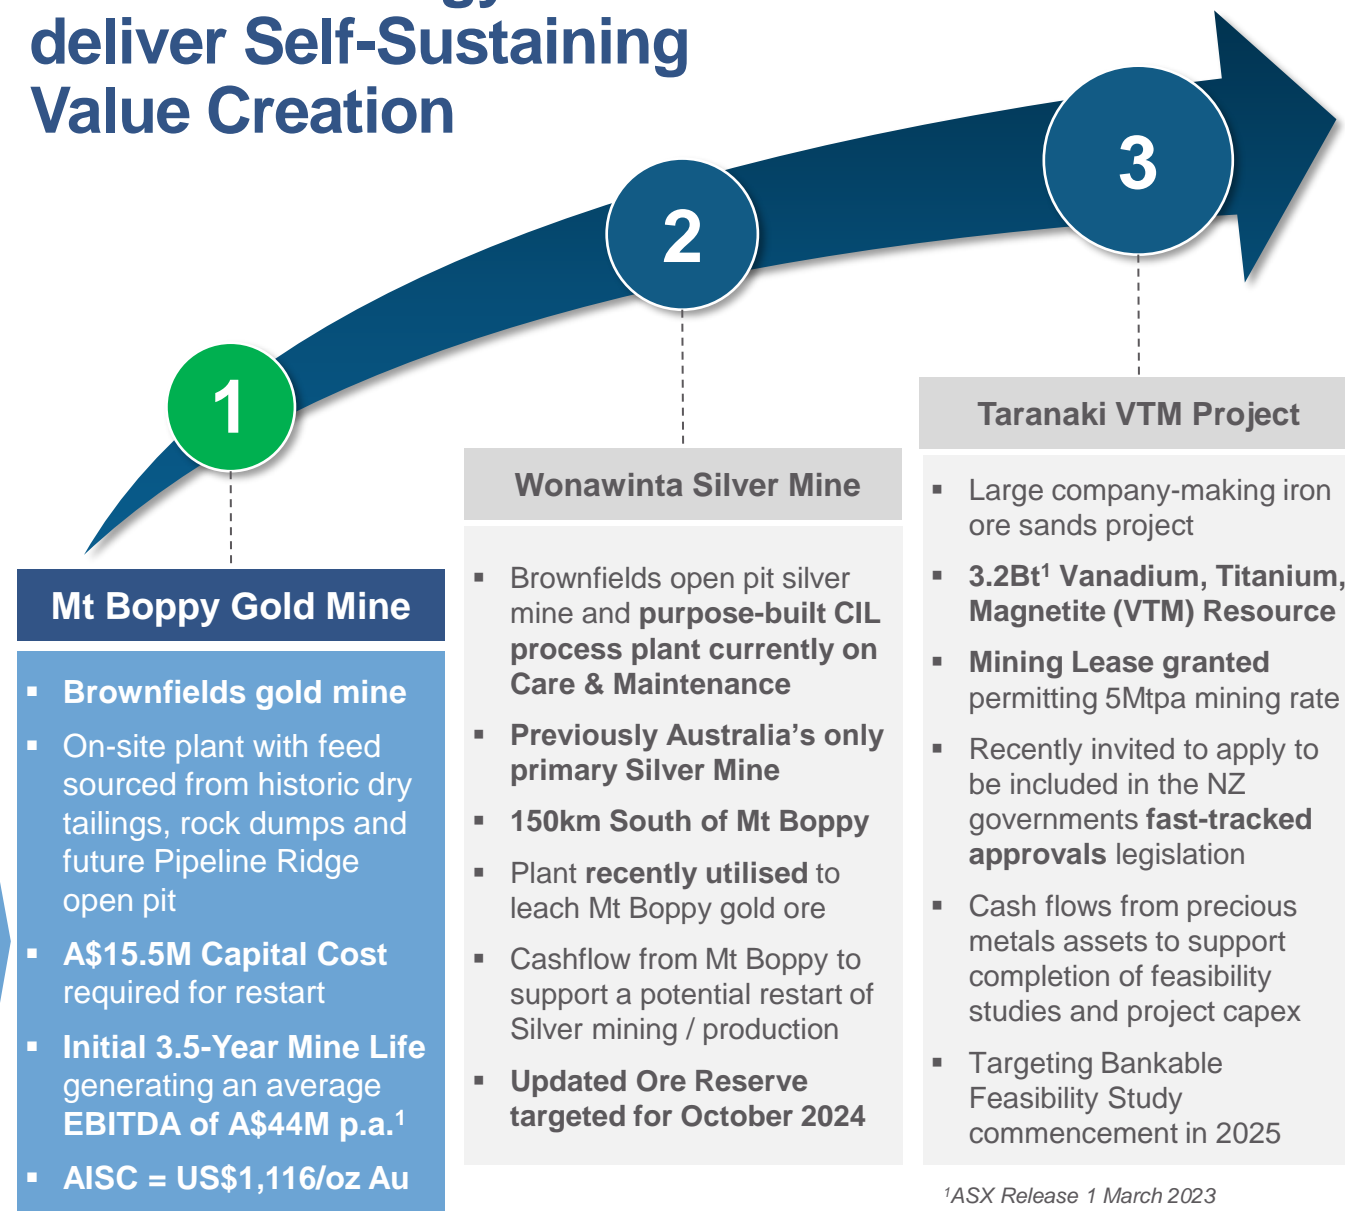 deliver Self-Sustaining
Value Creation
1
2
3
Mt Boppy Gold Mine
▪ Brownfields gold mine
▪ On-site plant with feed
sourced from historic dry
tailings, rock dumps and
future Pipeline Ridge
open pit
▪ A$15.5M Capital Cost
required for restart
▪ Initial 3.5-Year Mine Life
generating an average
EBITDA of A$44M p.a.¹
▪ AISC = US$1,116/oz Au
Wonawinta Silver Mine
▪ Brownfields open pit silver
mine and purpose-built CIL
process plant currently on
Care & Maintenance
▪ Previously Australia’s only
primary Silver Mine
▪ 150km South of Mt Boppy
▪ Plant recently utilised to
leach Mt Boppy gold ore
▪ Cashflow from Mt Boppy to
support a potential restart of
Silver mining / production
▪ Updated Ore Reserve
targeted for October 2024
Taranaki VTM Project
▪ Large company-making iron
ore sands project
▪ 3.2Bt¹ Vanadium, Titanium,
Magnetite (VTM) Resource
▪ Mining Lease granted
permitting 5Mtpa mining rate
▪ Recently invited to apply to
be included in the NZ
governments fast-tracked
approvals legislation
▪ Cash flows from precious
metals assets to support
completion of feasibility
studies and project capex
▪ Targeting Bankable
Feasibility Study
commencement in 2025
¹ASX Release 1 March 2023